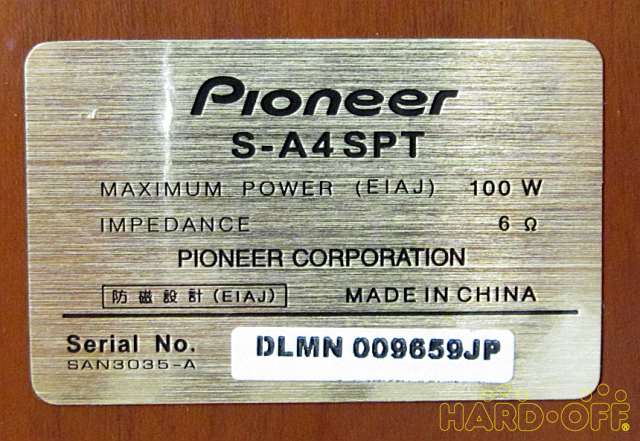 Pioneer
S-A4SPT
MAXIMUM POWER (EIAJ) 100 W
IMPEDANCE 6 Ω
PIONEER CORPORATION
防磁設計(EIAJ) MADE IN CHINA
Serial No. DLMN 009659JP
SAN3035-A
HARD・OFF